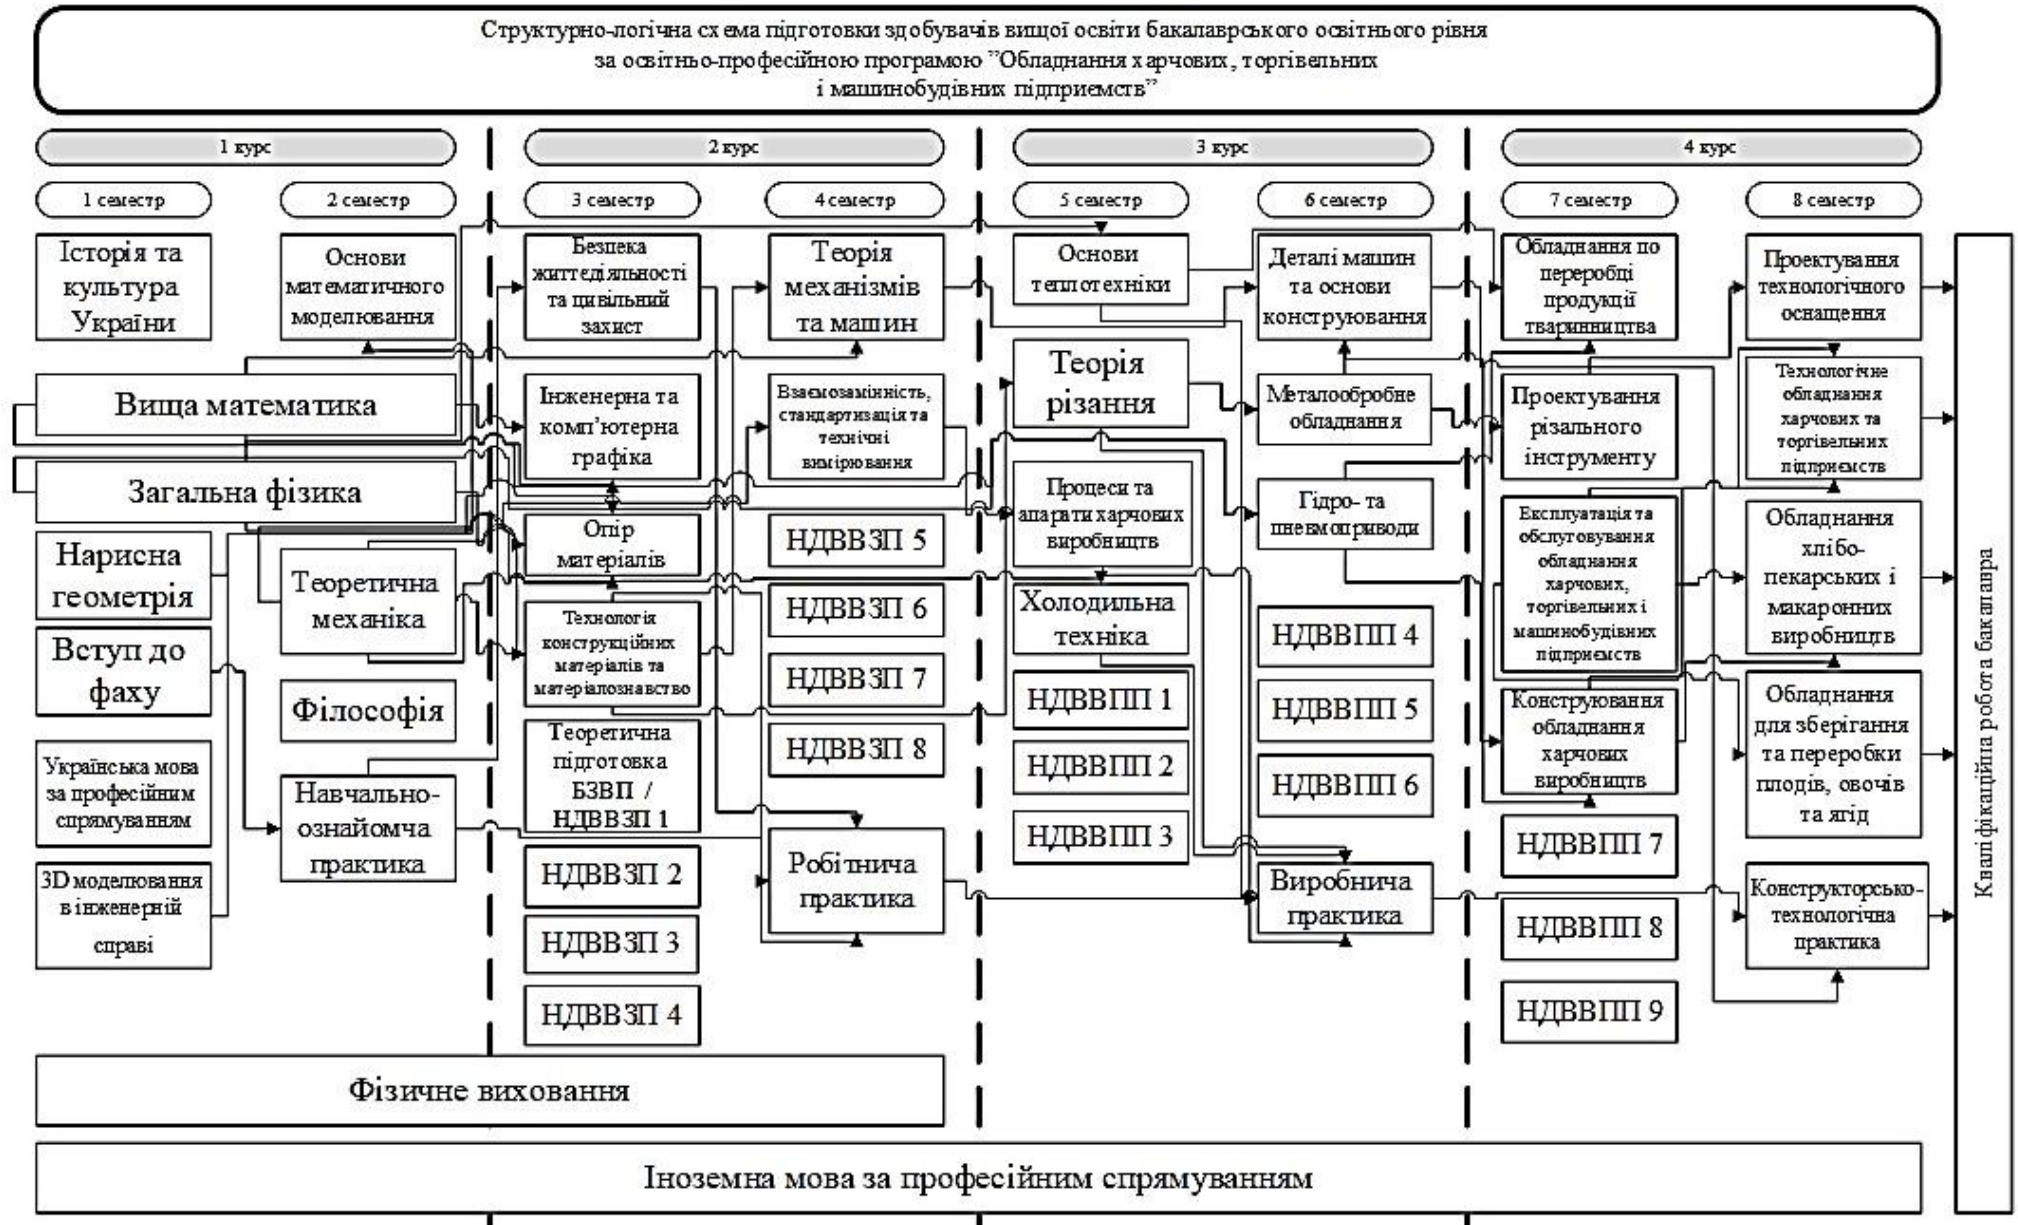 Структурно-логічна схема підготовки здобувачів вищої освіти бакалаврського освітнього рівня
за освітньо-професійною програмою ”Обладнання харчових, торгівельних
і машинобудівних підприємств”
1 курс
2 курс
3 курс
4 курс
1 семестр
2 семестр
3 семестр
4 семестр
5 семестр
6 семестр
7 семестр
8 семестр
Історія та
культура
України
Вища математика
Загальна фізика
Нарисна
геометрія
Вступ до
фаху
Українська мова
за професійним
спрямуванням
3D моделювання
в інженерній
справі
Основи
математичного
моделювання
Теоретична
механіка
Філософія
Навчально-
ознайомча
практика
Безпека
життєдіяльності
та цивільний
захист
Інженерна та
комп’ютерна
графіка
Опір
матеріалів
Технологія
конструкційних
матеріалів та
матеріалознавство
Теоретична
підготовка
БЗВП /
НДВВЗП 1
НДВВЗП 2
НДВВЗП 3
НДВВЗП 4
Теорія
механізмів
та машин
Взаємозамінність,
стандартизація та
технічні
вимірювання
НДВВЗП 5
НДВВЗП 6
НДВВЗП 7
НДВВЗП 8
Робітнича
практика
Основи
теплотехніки
Теорія
різання
Процеси та
апарати харчових
виробництв
Холодильна
техніка
НДВВПП 1
НДВВПП 2
НДВВПП 3
Деталі машин
та основи
конструювання
Металообробне
обладнання
Гідро- та
пневмоприводи
НДВВПП 4
НДВВПП 5
НДВВПП 6
Виробнича
практика
Обладнання по
переробці
продукції
тваринництва
Проектування
різального
інструменту
Експлуатація та
обслуговування
обладнання
харчових,
торгівельних і
машинобудівних
підприємств
Конструювання
обладнання
харчових
виробництв
НДВВПП 7
НДВВПП 8
НДВВПП 9
Проектування
технологічного
оснащення
Технологічне
обладнання
харчових та
торгівельних
підприємств
Обладнання
хлібо-
пекарських і
макаронних
виробництв
Обладнання
для зберігання
та переробки
плодів, овочів
та ягід
Конструкторсько-
технологічна
практика
Кваліфікаційна робота бакалавра
Фізичне виховання
Іноземна мова за професійним спрямуванням